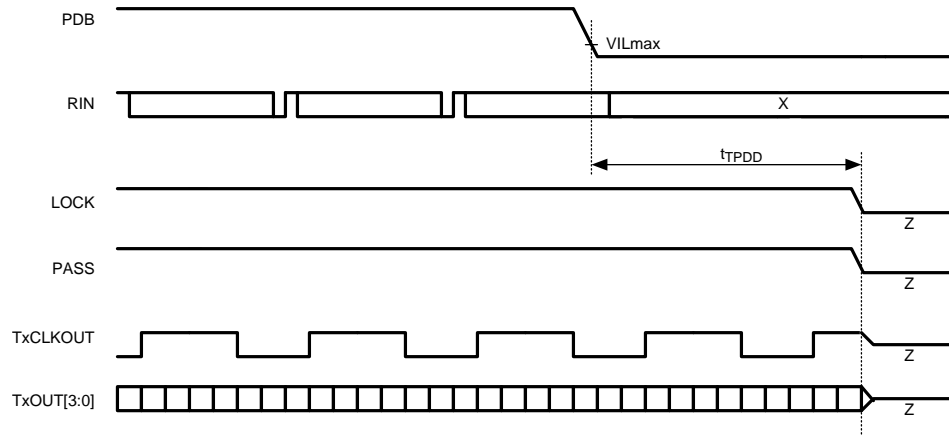 PDB
VILmax
RIN
X
tTPDD
LOCK
Z
PASS
Z
TxCLKOUT
Z
TxOUT[3:0]
Z